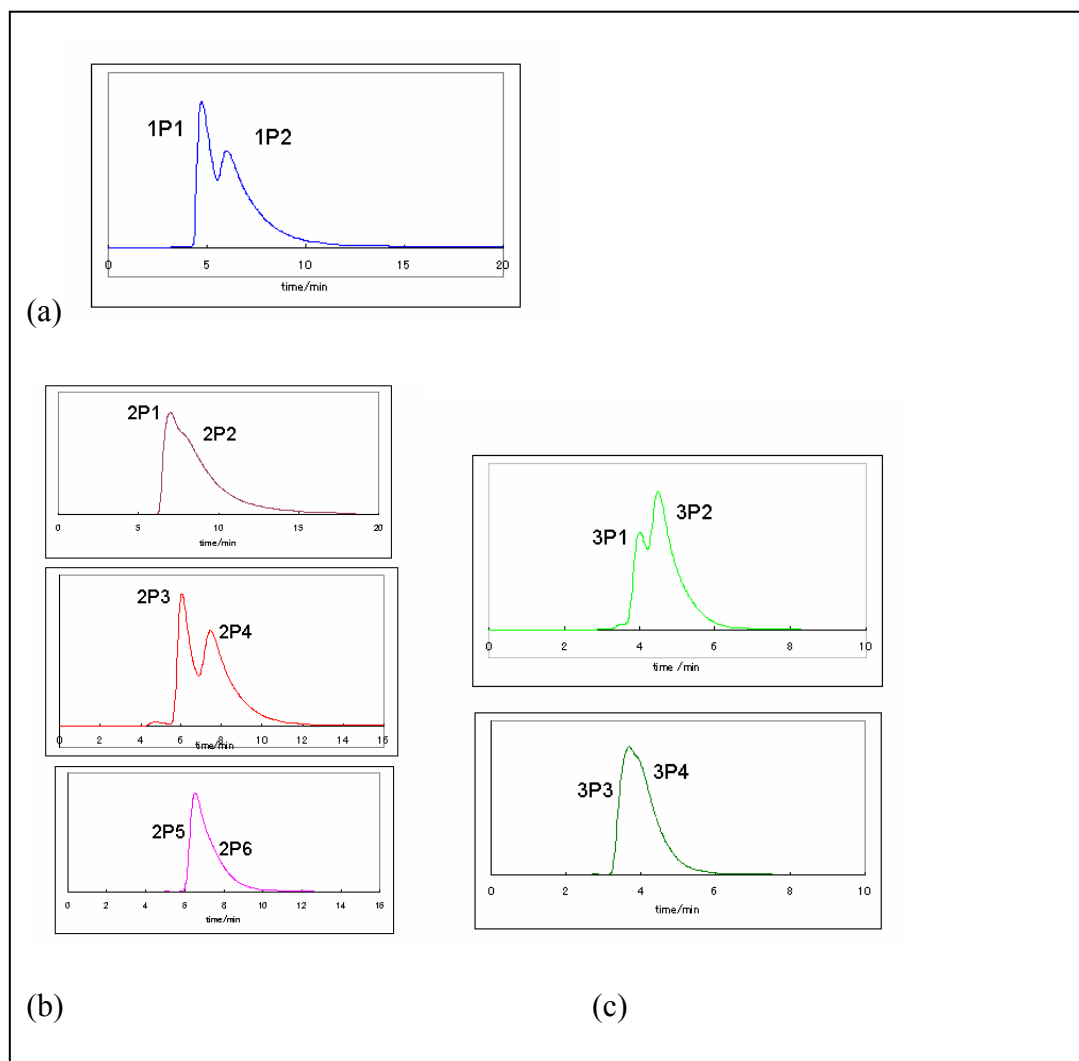 1P1 1P2
0 5 10 15 20
time/min
(a)
2P1 2P2
0 5 10 15 20
time/min
2P3 2P4
0 2 4 6 8 10 12 14 16
time/min
2P5 2P6
0 2 4 6 8 10 12 14 16
time/min
(b)
3P1 3P2
0 2 4 6 8 10
time /min
3P3 3P4
0 2 4 6 8 10
time/min
(c)